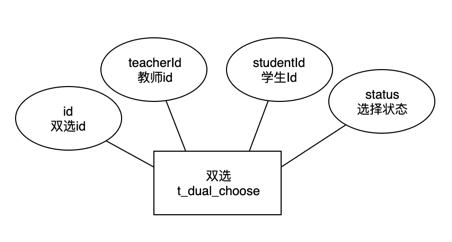 teacherId
教师id
studentId
学生Id
id
双选id
status
选择状态
双选
t_dual_choose